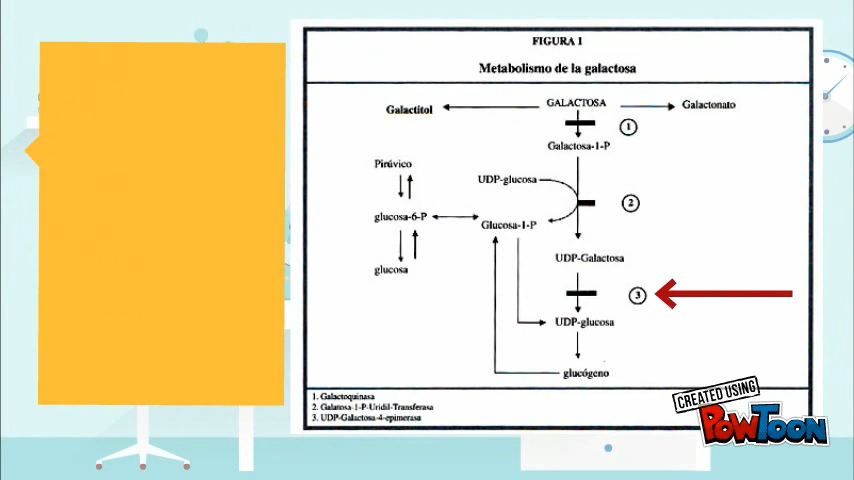 FIGURA 1
Metabolismo de la galactosa
Galactitol
GALACTOSA
Galactonato
1
Galactosa-1-P
Pirúvico
UDP-glucosa
2
glucosa-6-P
Glucosa-1-P
UDP-Galactosa
glucosa
3
UDP-glucosa
glucógeno
1. Galactoquinasa
2. Galatosa-1-P-Uridil-Transferasa
3. UDP-Galactosa-4-epimerasa
CREATED USING
POWTOON